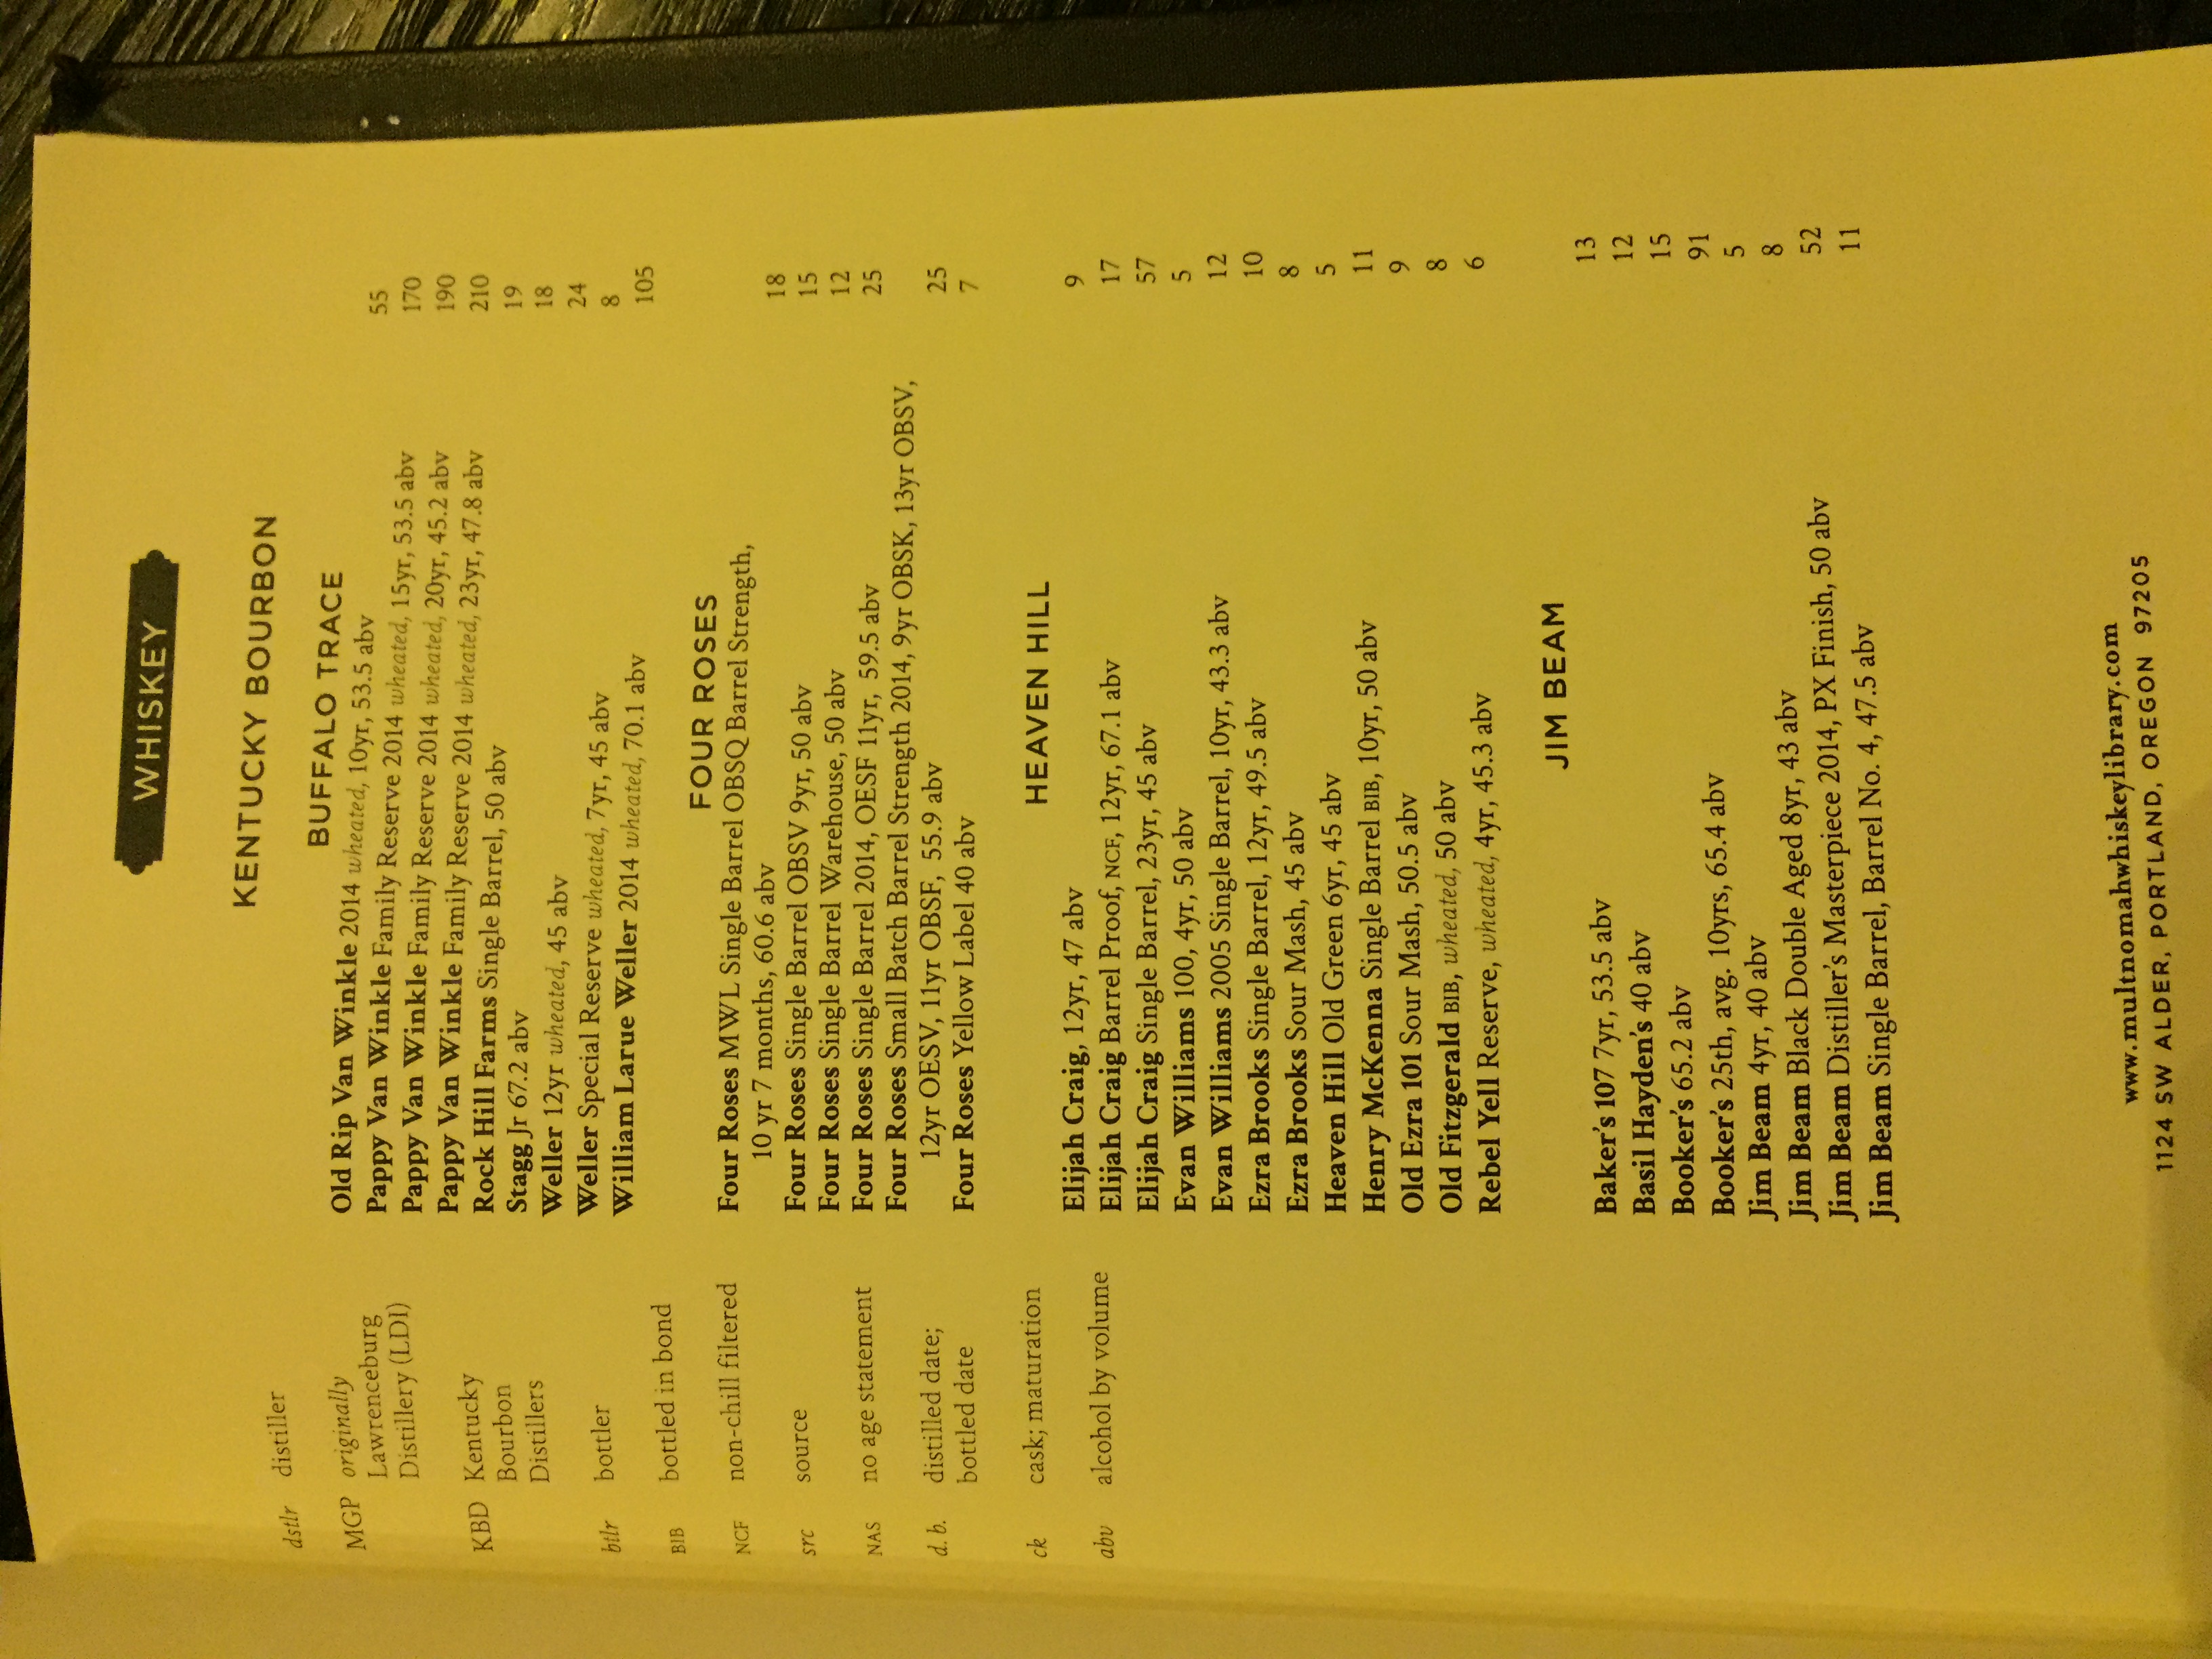 WHISKEY
KENTUCKY BOURBON
dstlr distiller
MGP originally
Lawrenceburg
Distillery (LDI)
KBD Kentucky
Bourbon
Distillers
btlr bottler
BIB bottled in bond
NCF non-chill filtered
src source
NAS no age statement
d. b. distilled date;
bottled date
ck cask; maturation
abv alcohol by volume
BUFFALO TRACE
Old Rip Van Winkle 2014 wheated, 10yr, 53.5 abv 55
Pappy Van Winkle Family Reserve 2014 wheated, 15yr, 53.5 abv 170
Pappy Van Winkle Family Reserve 2014 wheated, 20yr, 45.2 abv 190
Pappy Van Winkle Family Reserve 2014 wheated, 23yr, 47.8 abv 210
Rock Hill Farms Single Barrel, 50 abv 19
Stagg Jr 67.2 abv 18
Weller 12yr wheated, 45 abv 24
Weller Special Reserve wheated, 7yr, 45 abv 8
William Larue Weller 2014 wheated, 70.1 abv 105
FOUR ROSES
Four Roses MWL Single Barrel OBSQ Barrel Strength,
10 yr 7 months, 60.6 abv 18
Four Roses Single Barrel OBSV 9yr, 50 abv 15
Four Roses Single Barrel Warehouse, 50 abv 12
Four Roses Single Barrel 2014, OESF 11yr, 59.5 abv 25
Four Roses Small Batch Barrel Strength 2014, 9yr OBSK, 13yr OBSV,
12yr OESV, 11yr OBSF, 55.9 abv 25
Four Roses Yellow Label 40 abv 7
HEAVEN HILL
Elijah Craig, 12yr, 47 abv 9
Elijah Craig Barrel Proof, NCF, 12yr, 67.1 abv 17
Elijah Craig Single Barrel, 23yr, 45 abv 57
Evan Williams 100, 4yr, 50 abv 5
Evan Williams 2005 Single Barrel, 10yr, 43.3 abv 12
Ezra Brooks Single Barrel, 12yr, 49.5 abv 10
Ezra Brooks Sour Mash, 45 abv 8
Heaven Hill Old Green 6yr, 45 abv 5
Henry McKenna Single Barrel BIB, 10yr, 50 abv 11
Old Ezra 101 Sour Mash, 50.5 abv 9
Old Fitzgerald BIB, wheated, 50 abv 8
Rebel Yell Reserve, wheated, 4yr, 45.3 abv 6
JIM BEAM
Baker's 107 7yr, 53.5 abv 13
Basil Hayden's 40 abv 12
Booker's 65.2 abv 15
Booker's 25th, avg. 10yrs, 65.4 abv 91
Jim Beam 4yr, 40 abv 5
Jim Beam Black Double Aged 8yr, 43 abv 8
Jim Beam Distiller's Masterpiece 2014, PX Finish, 50 abv 52
Jim Beam Single Barrel, Barrel No. 4, 47.5 abv 11
www.multnomahwhiskeylibrary.com
1124 SW ALDER, PORTLAND, OREGON 97205